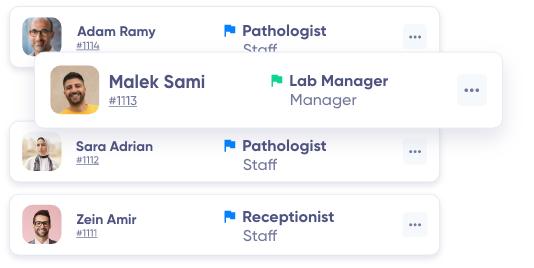 Adam Ramy
#1114
Pathologist
Staff
Malek Sami
#1113
Lab Manager
Manager
Sara Adrian
#1112
Pathologist
Staff
Zein Amir
#1111
Receptionist
Staff